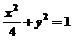 x²/4 + y² = 1